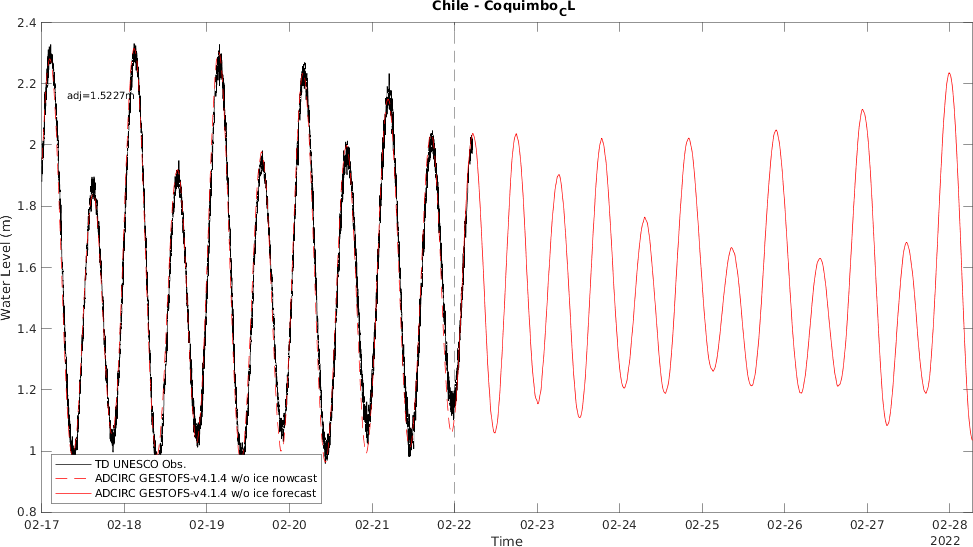 Chile - Coquimbo_CL
2.4
2.2
2
1.8
1.6
1.4
1.2
1
0.8
Water Level (m)
adj=1.5227m
TD UNESCO Obs.
ADCIRC GESTOFS-v4.1.4 w/o ice nowcast
ADCIRC GESTOFS-v4.1.4 w/o ice forecast
02-17 02-18 02-19 02-20 02-21 02-22 02-23 02-24 02-25 02-26 02-27 02-28
Time
2022